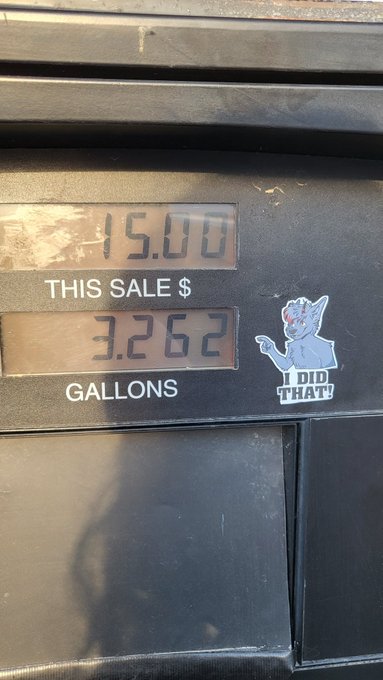 15.00
THIS SALE $
3.262
GALLONS
I DID
THAT!